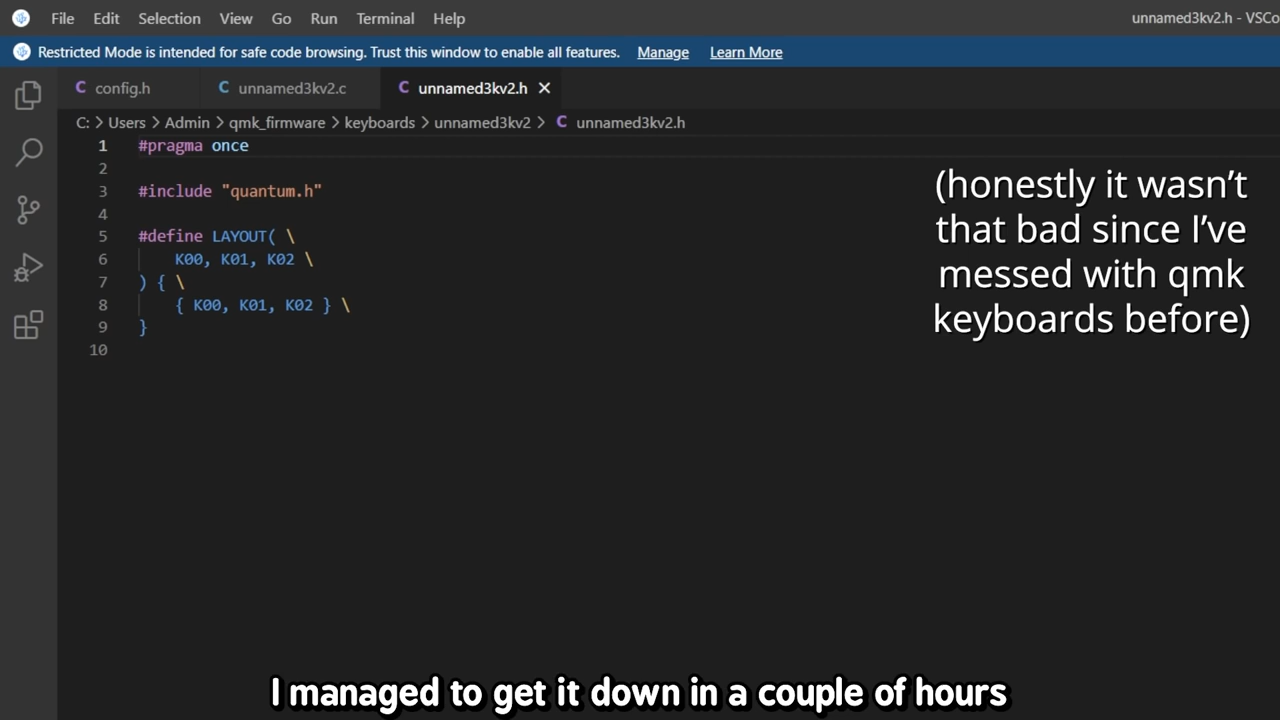 File Edit Selection View Go Run Terminal Help unnamed3kv2.h - VSCo
Restricted Mode is intended for safe code browsing. Trust this window to enable all features. Manage Learn More
C config.h C unnamed3kv2.c C unnamed3kv2.h ×
C: > Users > Admin > qmk_firmware > keyboards > unnamed3kv2 > C unnamed3kv2.h
1 #pragma once
2
3 #include "quantum.h"
4
5 #define LAYOUT( \
6 K00, K01, K02 \
7 ) { \
8 { K00, K01, K02 } \
9 }
10
(honestly it wasn't
that bad since I've
messed with qmk
keyboards before)
I managed to get it down in a couple of hours